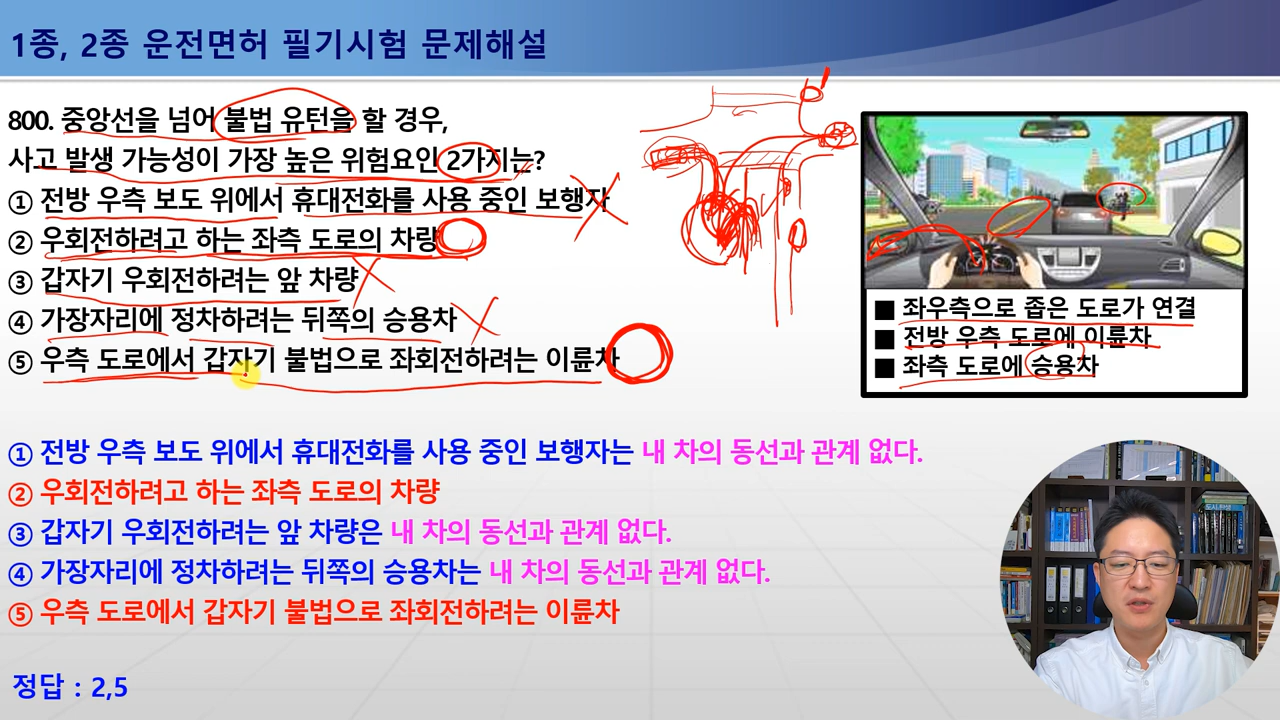 1종, 2종 운전면허 필기시험 문제해설
800. 중앙선을 넘어 불법 유턴을 할 경우,
사고 발생 가능성이 가장 높은 위험요인 2가지는?
① 전방 우측 보도 위에서 휴대전화를 사용 중인 보행자
② 우회전하려고 하는 좌측 도로의 차량
③ 갑자기 우회전하려는 앞 차량
④ 가장자리에 정차하려는 뒤쪽의 승용차
⑤ 우측 도로에서 갑자기 불법으로 좌회전하려는 이륜차
■ 좌우측으로 좁은 도로가 연결
■ 전방 우측 도로에 이륜차
■ 좌측 도로에 승용차
① 전방 우측 보도 위에서 휴대전화를 사용 중인 보행자는 내 차의 동선과 관계 없다.
② 우회전하려고 하는 좌측 도로의 차량
③ 갑자기 우회전하려는 앞 차량은 내 차의 동선과 관계 없다.
④ 가장자리에 정차하려는 뒤쪽의 승용차는 내 차의 동선과 관계 없다.
⑤ 우측 도로에서 갑자기 불법으로 좌회전하려는 이륜차
정답 : 2,5